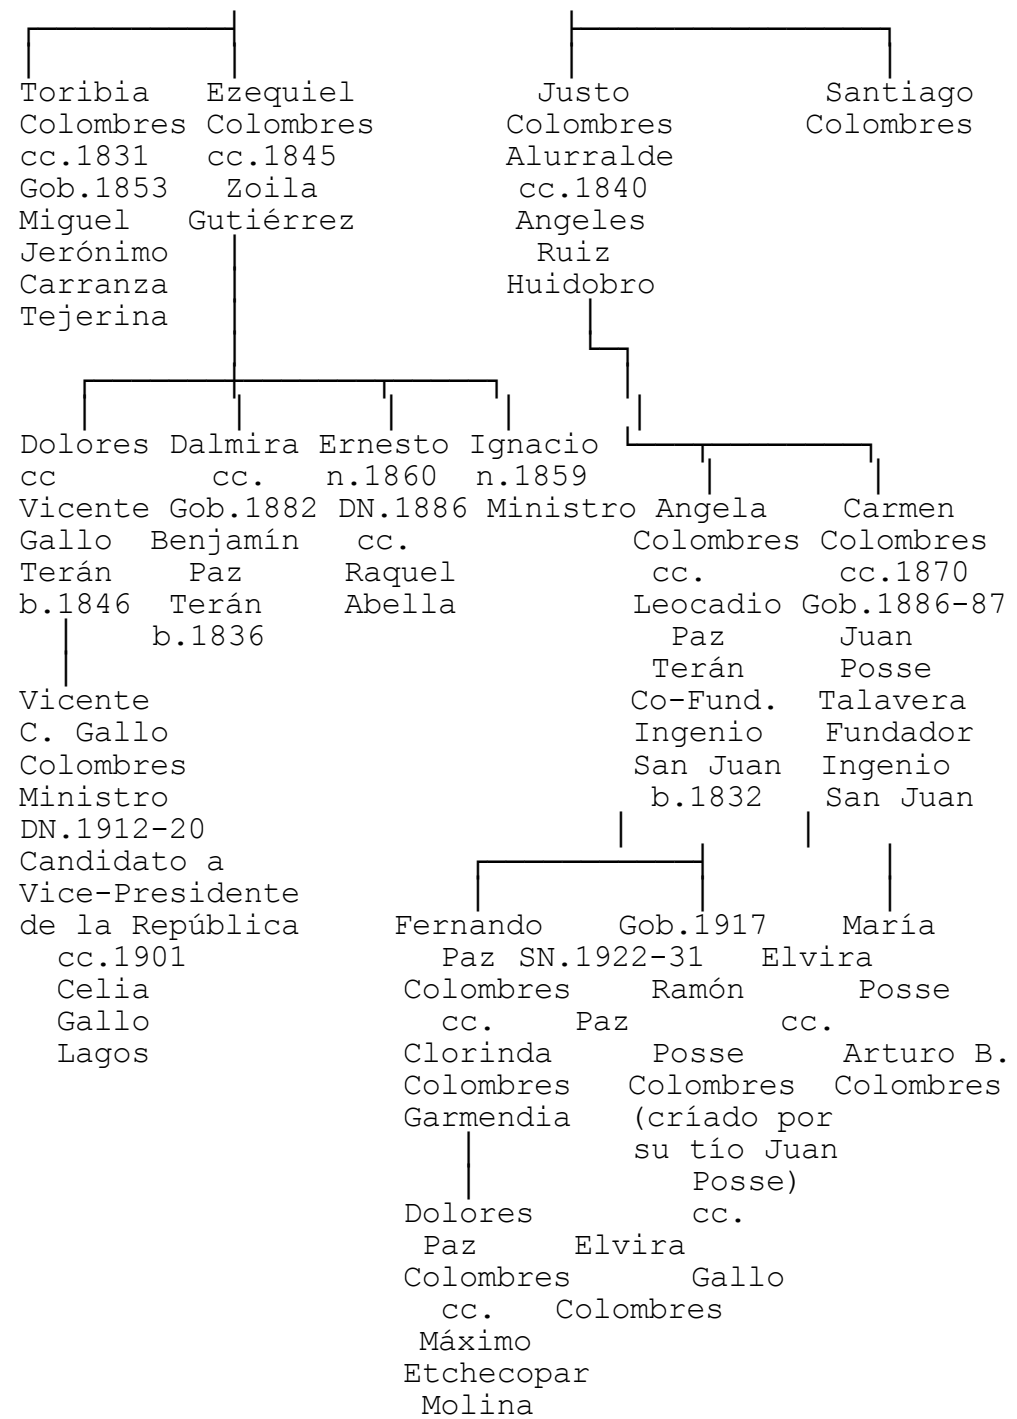 Toribia Ezequiel Justo Santiago
Colombres Colombres Colombres Colombres
cc.1831 cc.1845 Alurralde
Gob.1853 Zoila cc.1840
Miguel Gutiérrez Angeles
Jerónimo Ruiz
Carranza Huidobro
Tejerina
Dolores Dalmira Ernesto Ignacio
cc cc. n.1860 n.1859
Vicente Gob.1882 DN.1886 Ministro Angela Carmen
Gallo Benjamín cc. Colombres Colombres
Terán Paz Raquel cc. cc.1870
b.1846 Terán Abella Leocadio Gob.1886-87
b.1836 Paz Juan
Terán Posse
Vicente Co-Fund. Talavera
C. Gallo Ingenio Fundador
Colombres San Juan Ingenio
Ministro b.1832 San Juan
DN.1912-20
Candidato a
Vice-Presidente
de la República Fernando Gob.1917 María
cc.1901 Paz SN.1922-31 Elvira
Celia Colombres Ramón Posse
Gallo cc. Paz cc.
Lagos Clorinda Posse Arturo B.
Colombres Colombres Colombres
Garmendia (críado por
su tío Juan
Posse)
Dolores cc.
Paz Elvira
Colombres Gallo
cc. Colombres
Máximo
Etchecopar
Molina